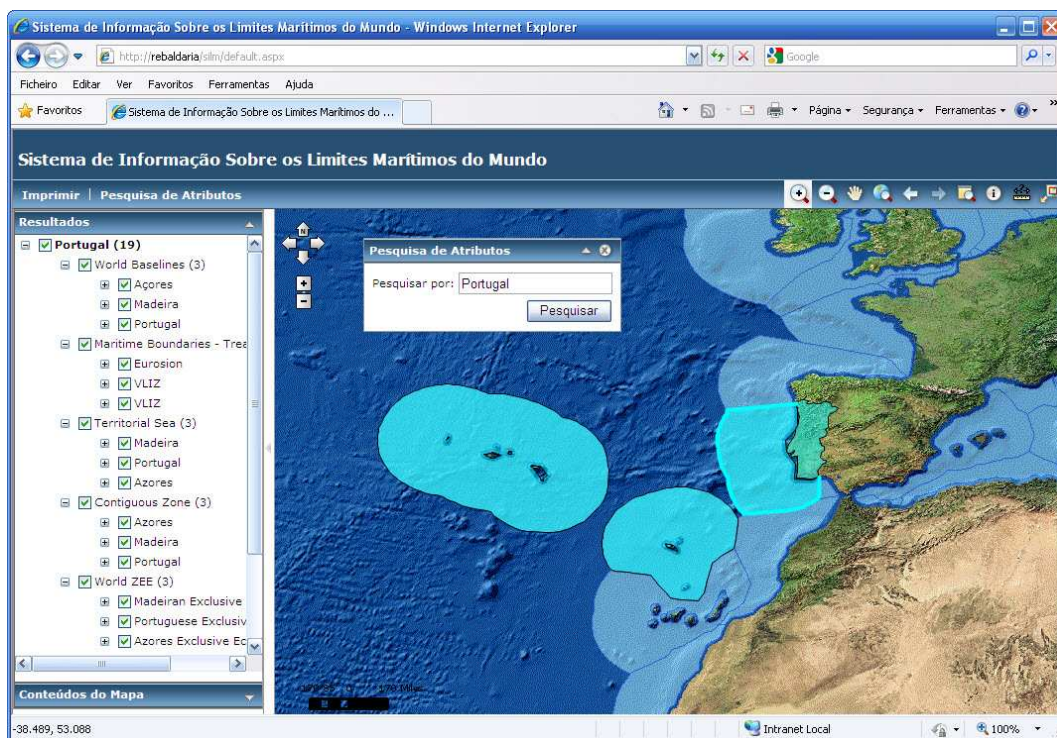 Sistema de Informação Sobre os Limites Marítimos do Mundo - Windows Internet Explorer
http://rebaldaria/silm/default.aspx
Google
Ficheiro Editar Ver Favoritos Ferramentas Ajuda
Favoritos
Sistema de Informação Sobre os Limites Marítimos do ...
Página
Segurança
Ferramentas
Sistema de Informação Sobre os Limites Marítimos do Mundo
Imprimir | Pesquisa de Atributos
Resultados
Portugal (19)
World Baselines (3)
Açores
Madeira
Portugal
Maritime Boundaries - Trea
Eurosion
VLIZ
VLIZ
Territorial Sea (3)
Madeira
Portugal
Azores
Contiguous Zone (3)
Azores
Madeira
Portugal
World ZEE (3)
Madeiran Exclusive
Portuguese Exclusiv
Azores Exclusive Ec
Conteúdos do Mapa
N
Pesquisa de Atributos
Pesquisar por: Portugal
Pesquisar
-38.489, 53.088
Intranet Local
100%